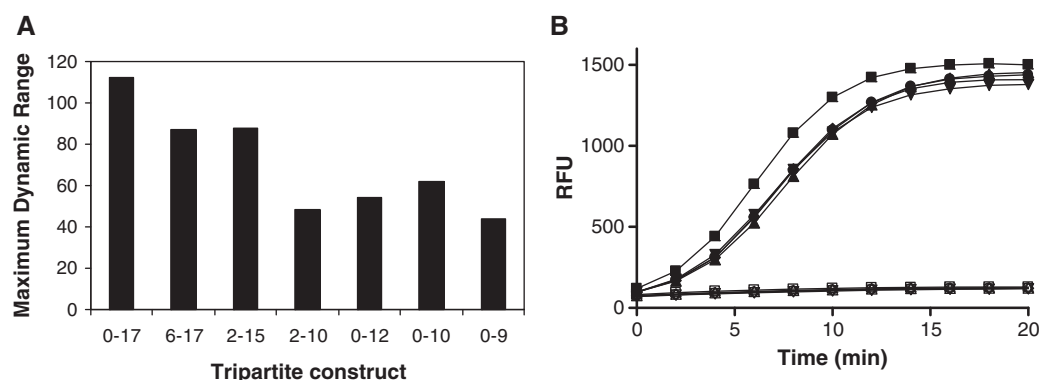 A
Maximum Dynamic Range
120
100
80
60
40
20
0
0-17 6-17 2-15 2-10 0-12 0-10 0-9
Tripartite construct
B
RFU
1500
1000
500
0
0 5 10 15 20
Time (min)